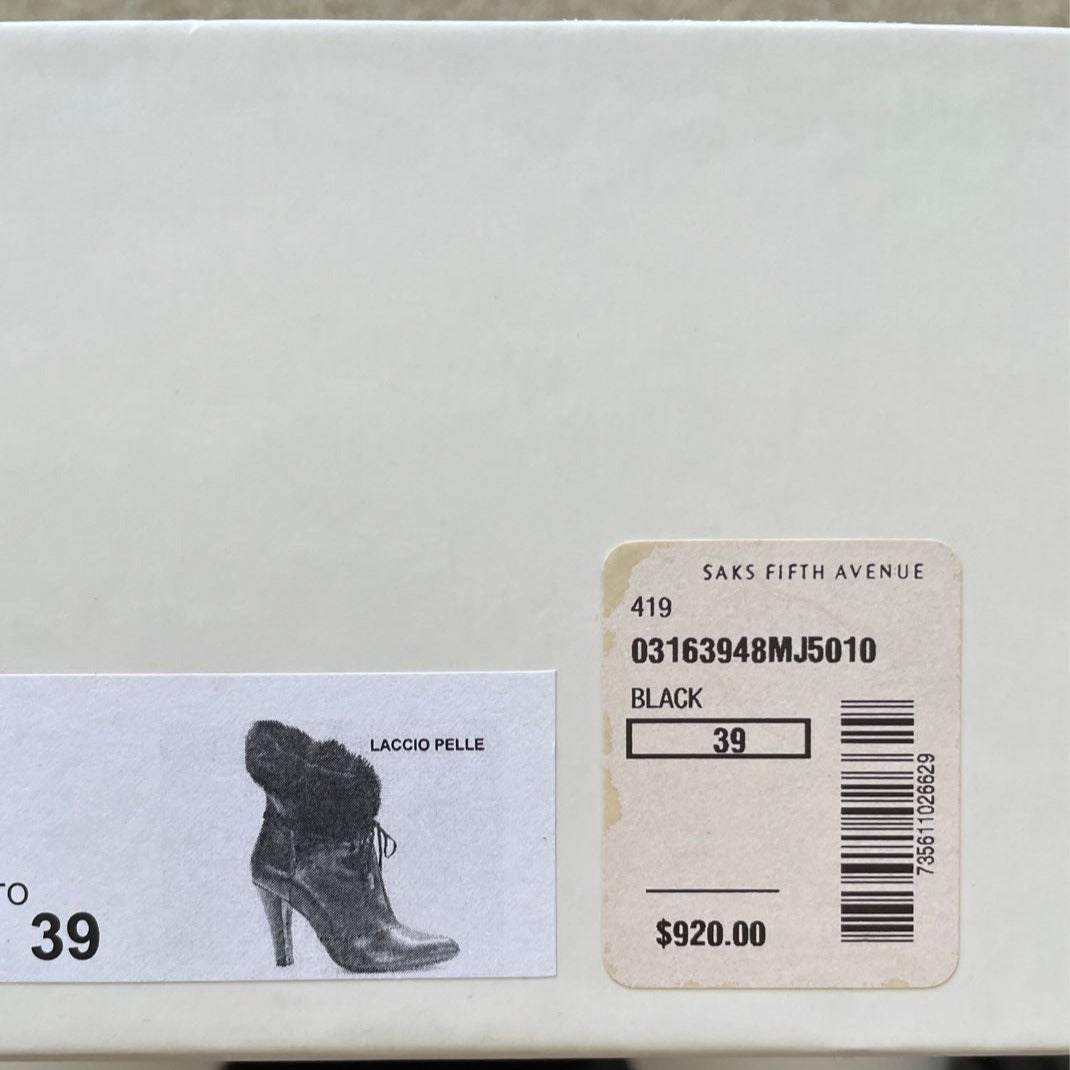 LACCIO PELLE
TO
39
SAKS FIFTH AVENUE
419
03163948MJ5010
BLACK
39
735611026629
$920.00